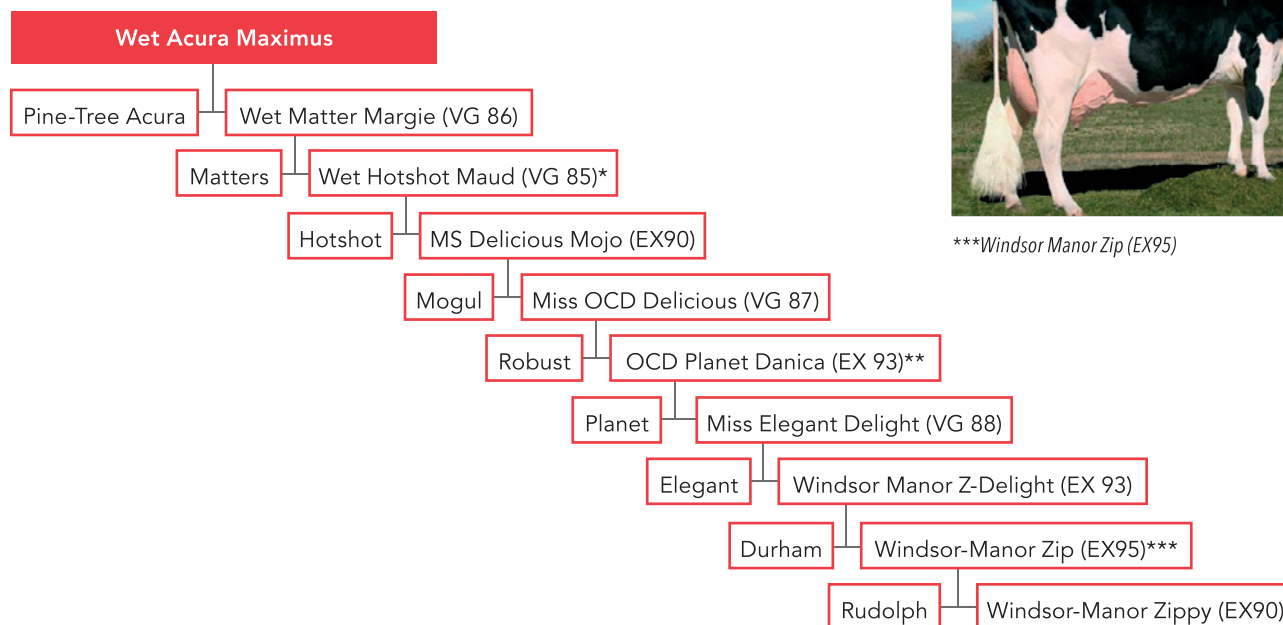 Wet Acura Maximus
Pine-Tree Acura
Wet Matter Margie (VG 86)
Matters
Wet Hotshot Maud (VG 85)*
Hotshot
MS Delicious Mojo (EX90)
***Windsor Manor Zip (EX95)
Mogul
Miss OCD Delicious (VG 87)
Robust
OCD Planet Danica (EX 93)**
Planet
Miss Elegant Delight (VG 88)
Elegant
Windsor Manor Z-Delight (EX 93)
Durham
Windsor-Manor Zip (EX95)***
Rudolph
Windsor-Manor Zippy (EX90)